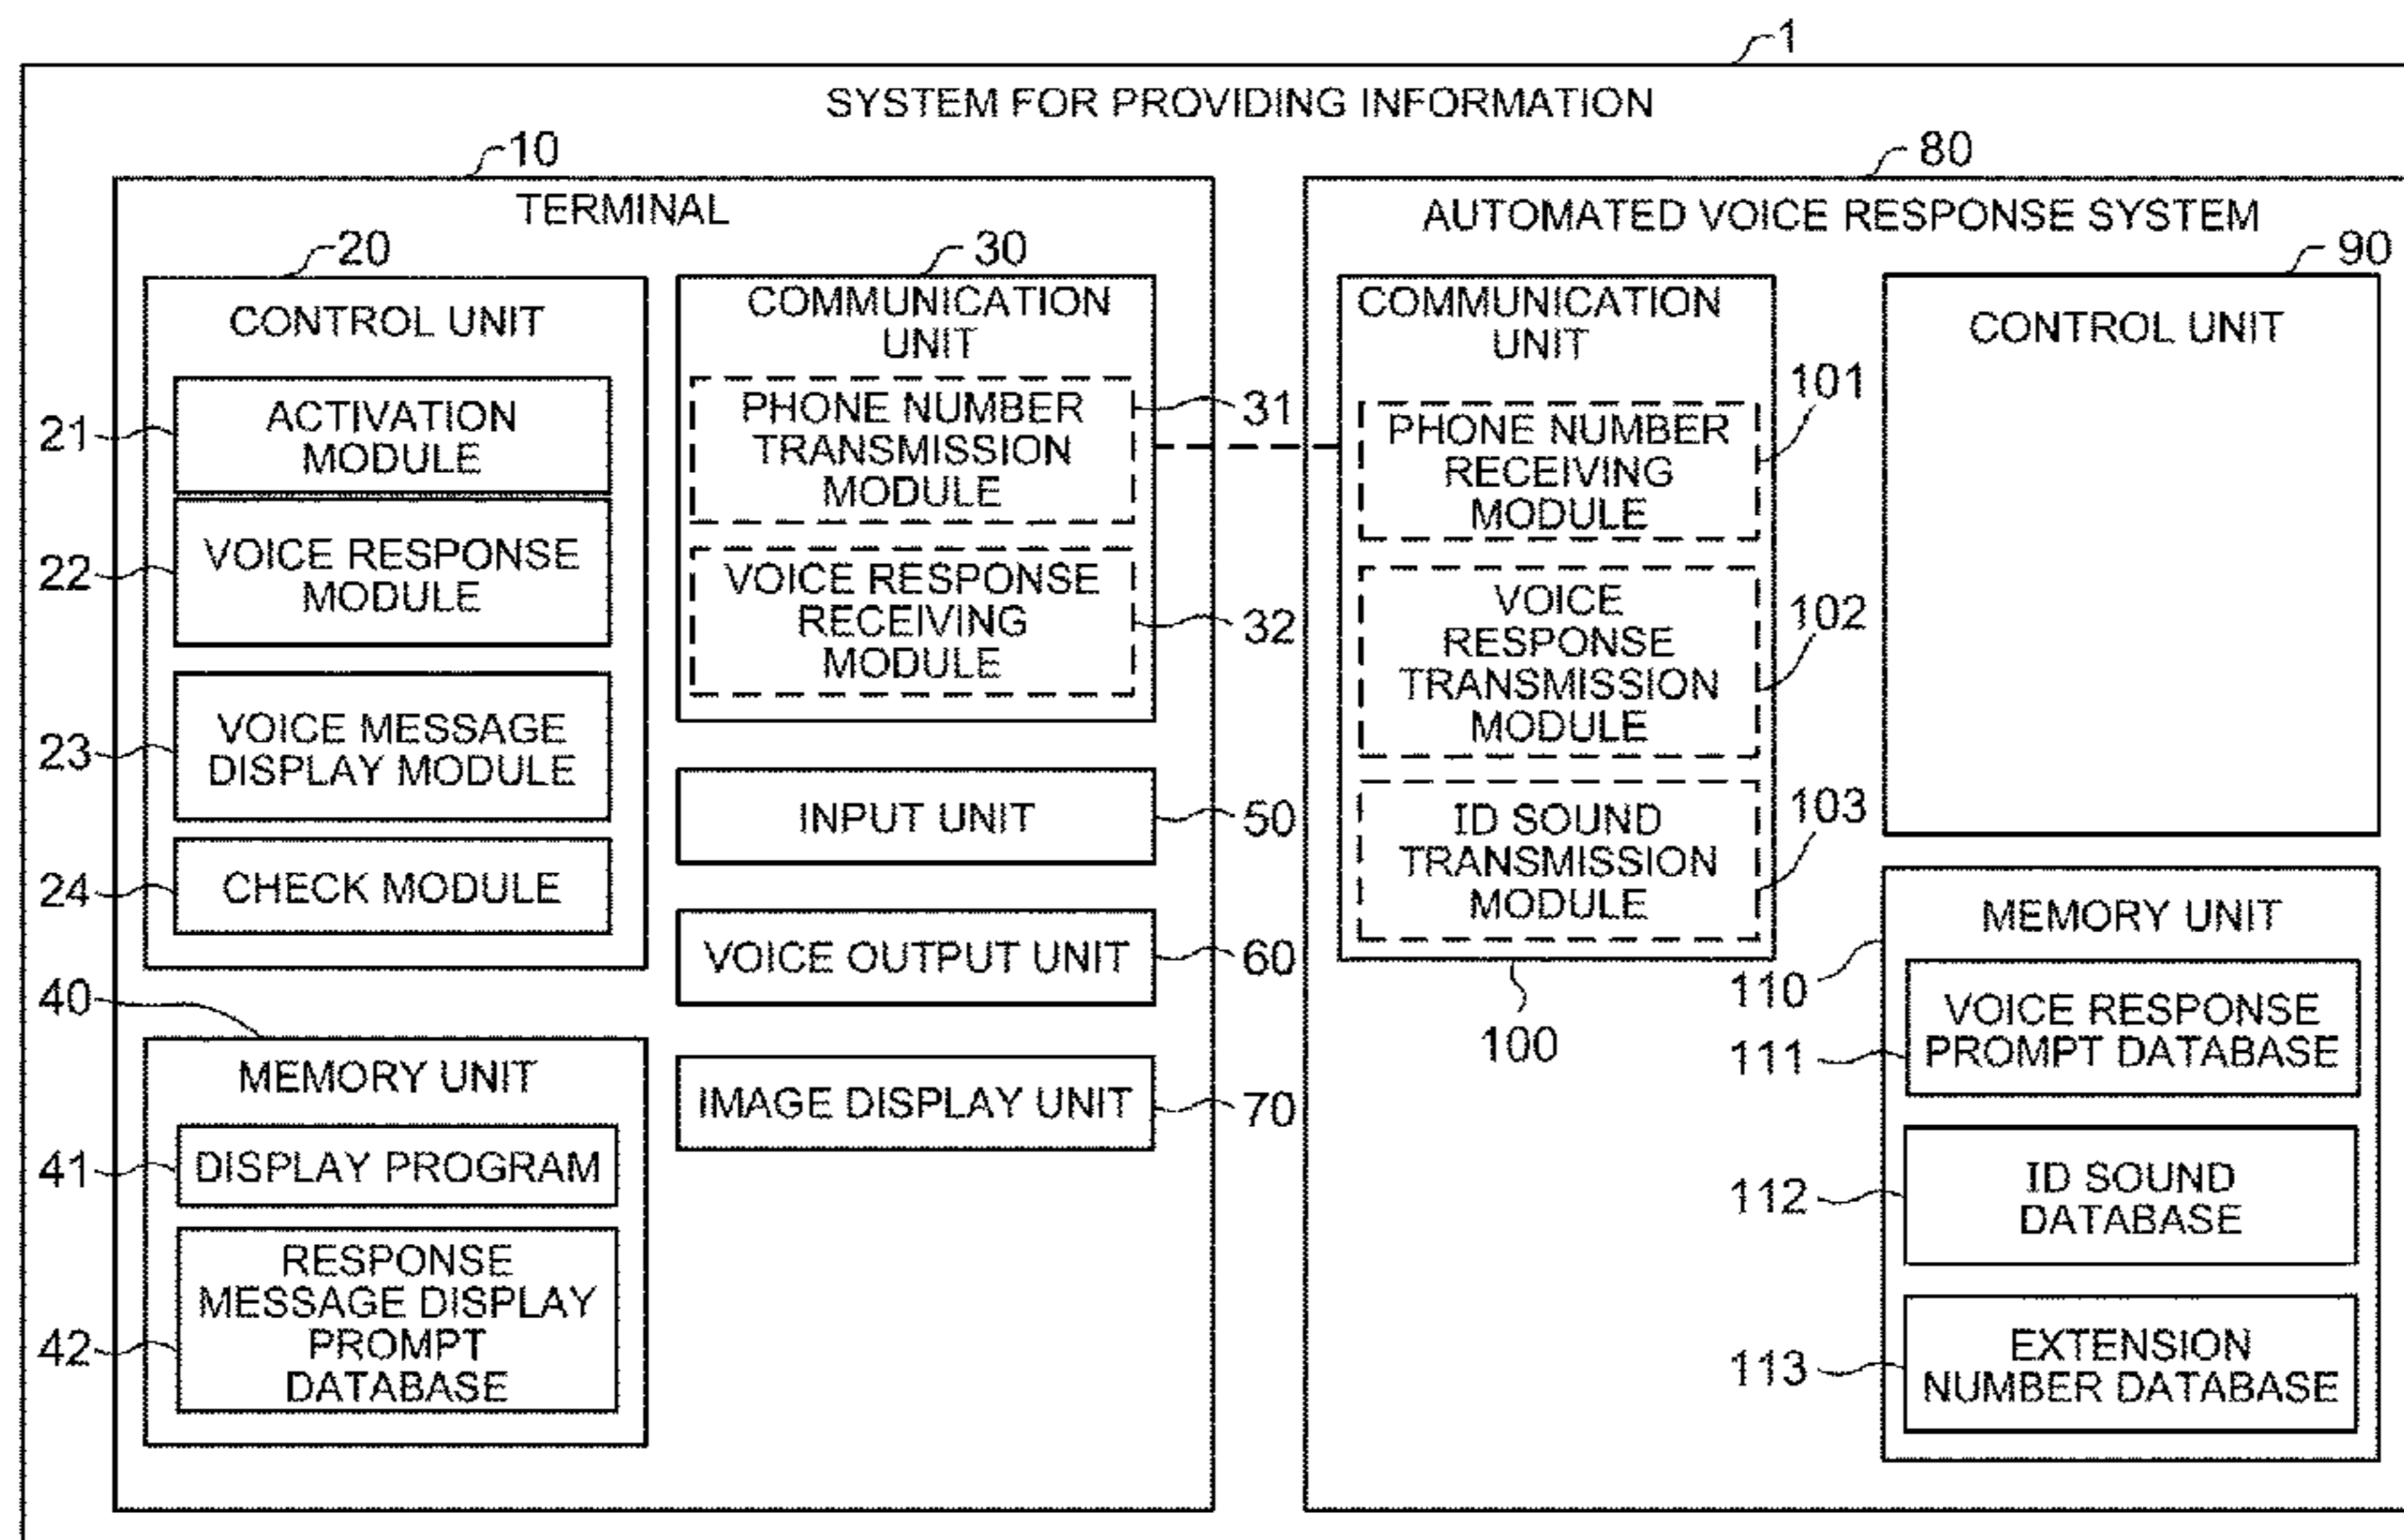 1
SYSTEM FOR PROVIDING INFORMATION
10
TERMINAL
20
CONTROL UNIT
21
ACTIVATION
MODULE
22
VOICE RESPONSE
MODULE
23
VOICE MESSAGE
DISPLAY MODULE
24
CHECK MODULE
40
MEMORY UNIT
41
DISPLAY PROGRAM
42
RESPONSE
MESSAGE DISPLAY
PROMPT
DATABASE
30
COMMUNICATION
UNIT
PHONE NUMBER
TRANSMISSION
MODULE
31
VOICE RESPONSE
RECEIVING
MODULE
32
INPUT UNIT
50
VOICE OUTPUT UNIT
60
IMAGE DISPLAY UNIT
70
80
AUTOMATED VOICE RESPONSE SYSTEM
COMMUNICATION
UNIT
PHONE NUMBER
RECEIVING
MODULE
101
VOICE
RESPONSE
TRANSMISSION
MODULE
102
ID SOUND
TRANSMISSION
MODULE
103
100
90
CONTROL UNIT
110
MEMORY UNIT
VOICE RESPONSE
PROMPT DATABASE
111
ID SOUND
DATABASE
112
EXTENSION
NUMBER DATABASE
113